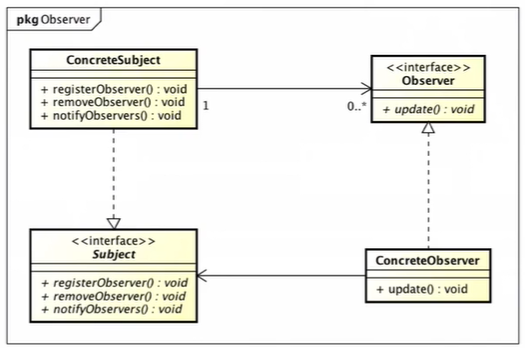 pkg Observer
ConcreteSubject
+ registerObserver() : void
+ removeObserver() : void
+ notifyObservers() : void
1
0..*
<<interface>>
Observer
+ update() : void
<<interface>>
Subject
+ registerObserver() : void
+ removeObserver() : void
+ notifyObservers() : void
ConcreteObserver
+ update() : void